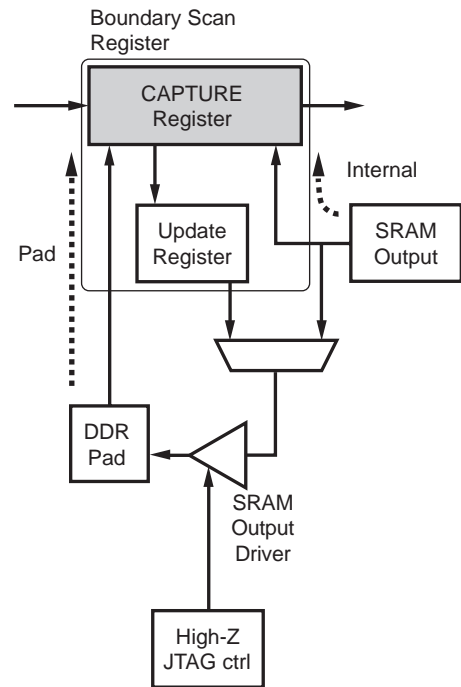 Boundary Scan
Register
CAPTURE
Register
Internal
Update
Register
SRAM
Output
Pad
DDR
Pad
SRAM
Output
Driver
High-Z
JTAG ctrl